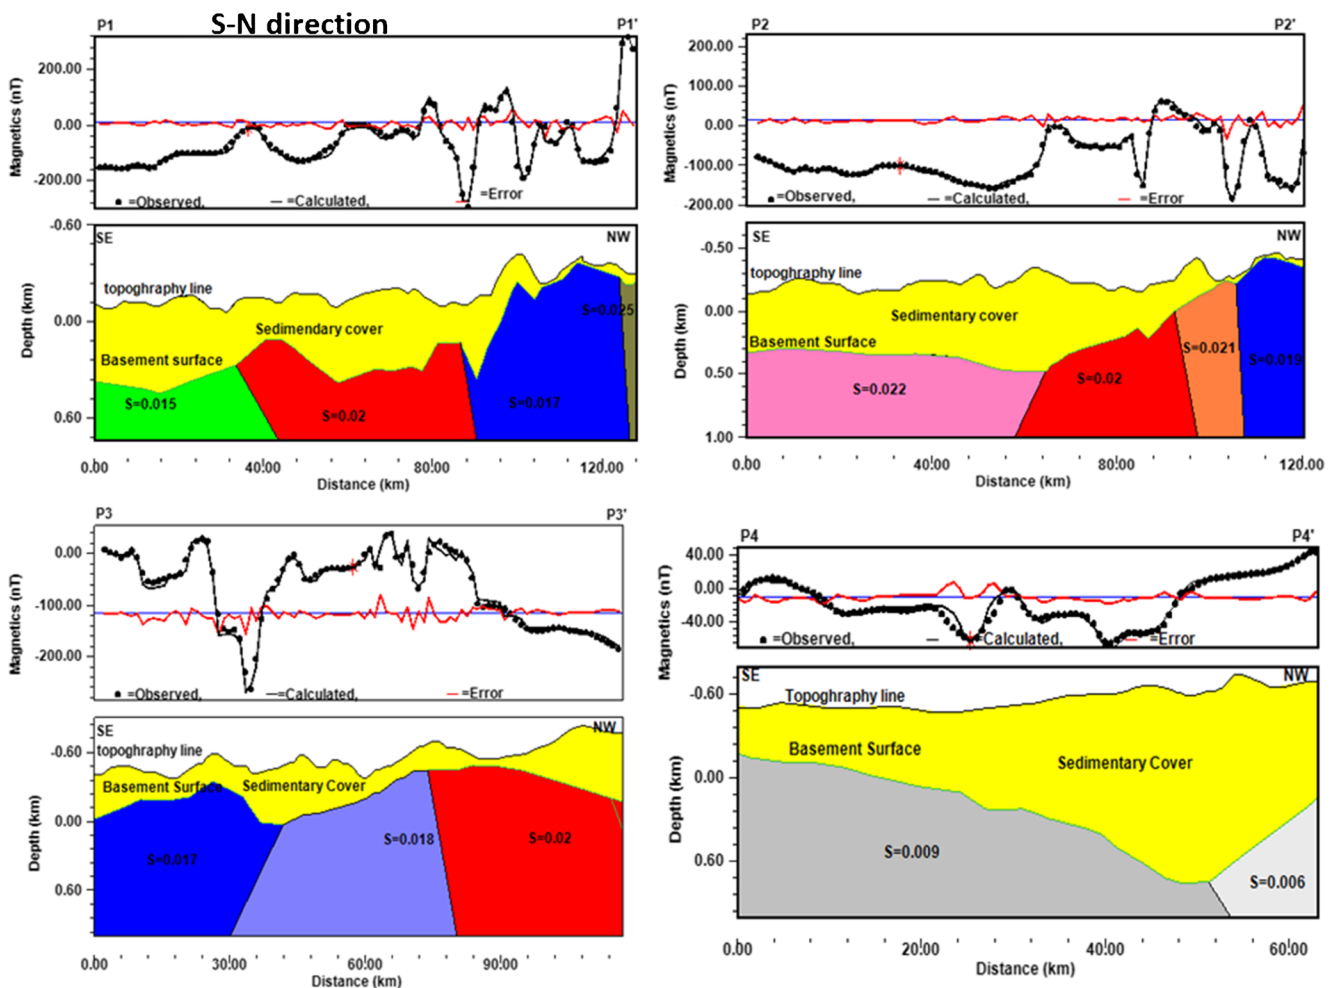 S-N direction
P1 P1'
200.00
0.00
-200.00
Magnetics (nT)
=Observed, =Calculated, =Error
-0.60
0.00
0.60
Depth (km)
SE NW
topoghraphy line
Sedimendary cover
Basement surface
S=0.015
S=0.02
S=0.017
S=0.025
0.00 40.00 80.00 120.00
Distance (km)
P2 P2'
200.00
100.00
0.00
-100.00
-200.00
Magnetics (nT)
=Observed, =Calculated, =Error
-0.50
0.00
0.50
1.00
Depth (km)
SE NW
topoghraphy line
Sedimentary cover
Basement Surface
S=0.022
S=0.02
S=0.021
S=0.019
0.00 40.00 80.00 120.00
Distance (km)
P3 P3'
0.00
-100.00
-200.00
Magnetics (nT)
=Observed, =Calculated, =Error
-0.60
0.00
0.60
Depth (km)
SE NW
topoghraphy line
Basement Surface Sedimentary Cover
S=0.017
S=0.018
S=0.02
0.00 30.00 60.00 90.00
Distance (km)
P4 P4'
40.00
0.00
-40.00
Magnetics (nT)
=Observed, =Calculated, =Error
-0.60
0.00
0.60
Depth (km)
SE NW
Topoghraphy line
Basement Surface
Sedimentary Cover
S=0.009
S=0.006
0.00 20.00 40.00 60.00
Distance (km)